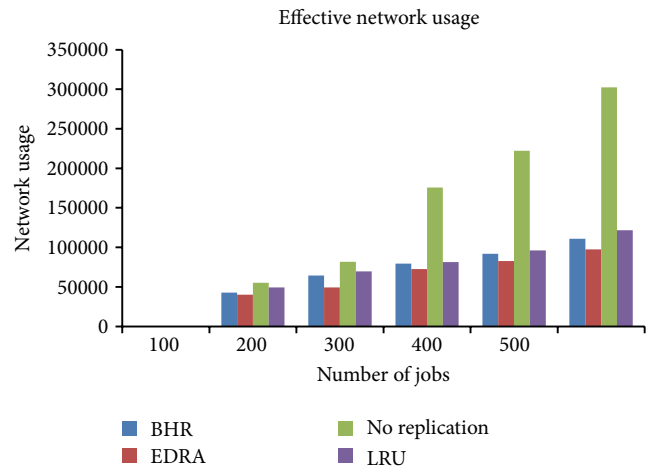 Effective network usage
350000
300000
250000
200000
150000
100000
50000
0
Network usage
100 200 300 400 500
Number of jobs
BHR No replication
EDRA LRU